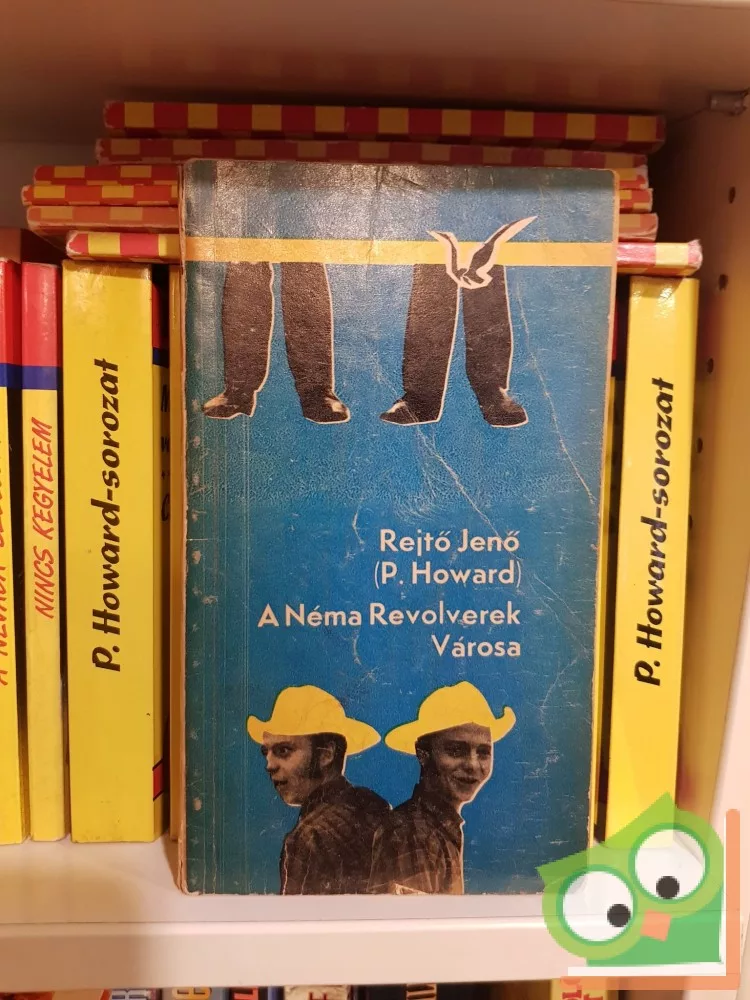 Rejtő Jenő
(P. Howard)
A Néma Revolverek
Városa
NINCS KEGYELEM
P. Howard-sorozat
P. Howard-sorozat